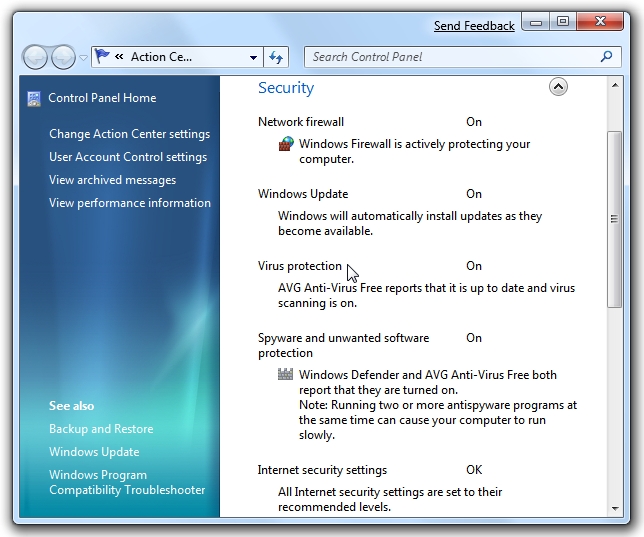 Send Feedback
« Action Ce...
Search Control Panel
Control Panel Home
Change Action Center settings
User Account Control settings
View archived messages
View performance information
See also
Backup and Restore
Windows Update
Windows Program
Compatibility Troubleshooter
Security
Network firewall On
Windows Firewall is actively protecting your
computer.
Windows Update On
Windows will automatically install updates as they
become available.
Virus protection On
AVG Anti-Virus Free reports that it is up to date and virus
scanning is on.
Spyware and unwanted software On
protection
Windows Defender and AVG Anti-Virus Free both
report that they are turned on.
Note: Running two or more antispyware programs at
the same time can cause your computer to run
slowly.
Internet security settings OK
All Internet security settings are set to their
recommended levels.